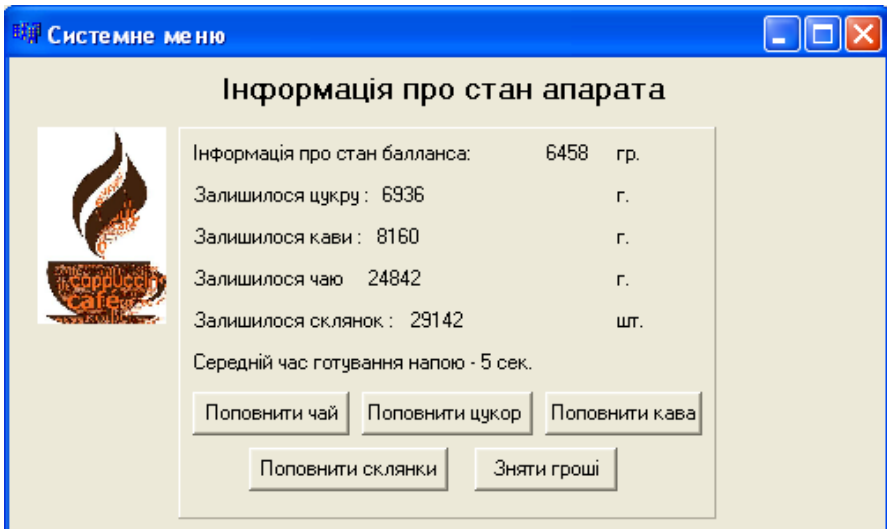 Системне меню
Інформація про стан апарата
Інформація про стан балланса: 6458 гр.
Залишилося цукру : 6936 г.
Залишилося кави : 8160 г.
Залишилося чаю 24842 г.
Залишилося склянок : 29142 шт.
Середній час готування напою - 5 сек.
Поповнити чай Поповнити цукор Поповнити кава
Поповнити склянки Зняти гроші
cappuccin
café